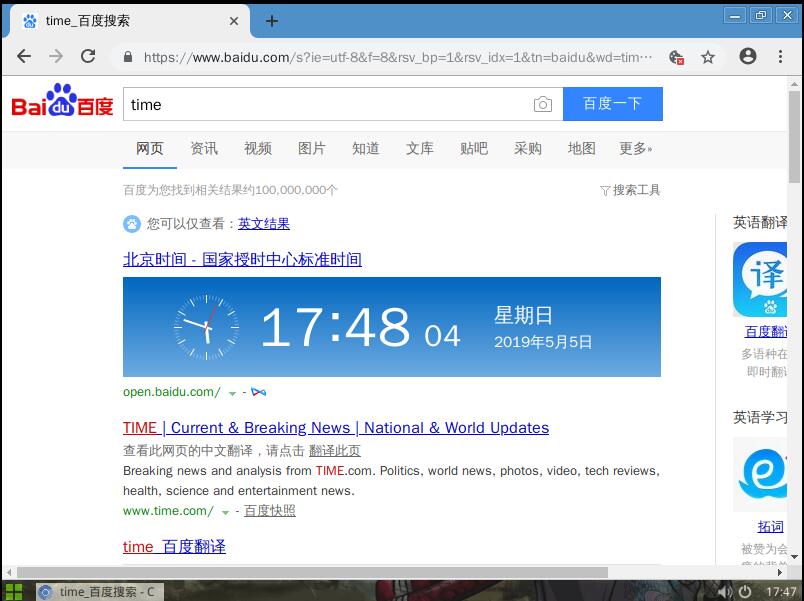 time_百度搜索
https://www.baidu.com/s?ie=utf-8&f=8&rsv_bp=1&rsv_idx=1&tn=baidu&wd=tim…
Bai du 百度
time
百度一下
网页 资讯 视频 图片 知道 文库 贴吧 采购 地图 更多»
百度为您找到相关结果约100,000,000个
搜索工具
您可以仅查看：英文结果
北京时间 - 国家授时中心标准时间
17:48 04
星期日
2019年5月5日
open.baidu.com/ -
TIME | Current & Breaking News | National & World Updates
查看此网页的中文翻译，请点击 翻译此页
Breaking news and analysis from TIME.com. Politics, world news, photos, video, tech reviews,
health, science and entertainment news.
www.time.com/ - 百度快照
time_百度翻译
英语翻译
译
百度翻
多语种在
即时翻
英语学习
拓词
被赞为会
time_百度搜索 - C
17:47